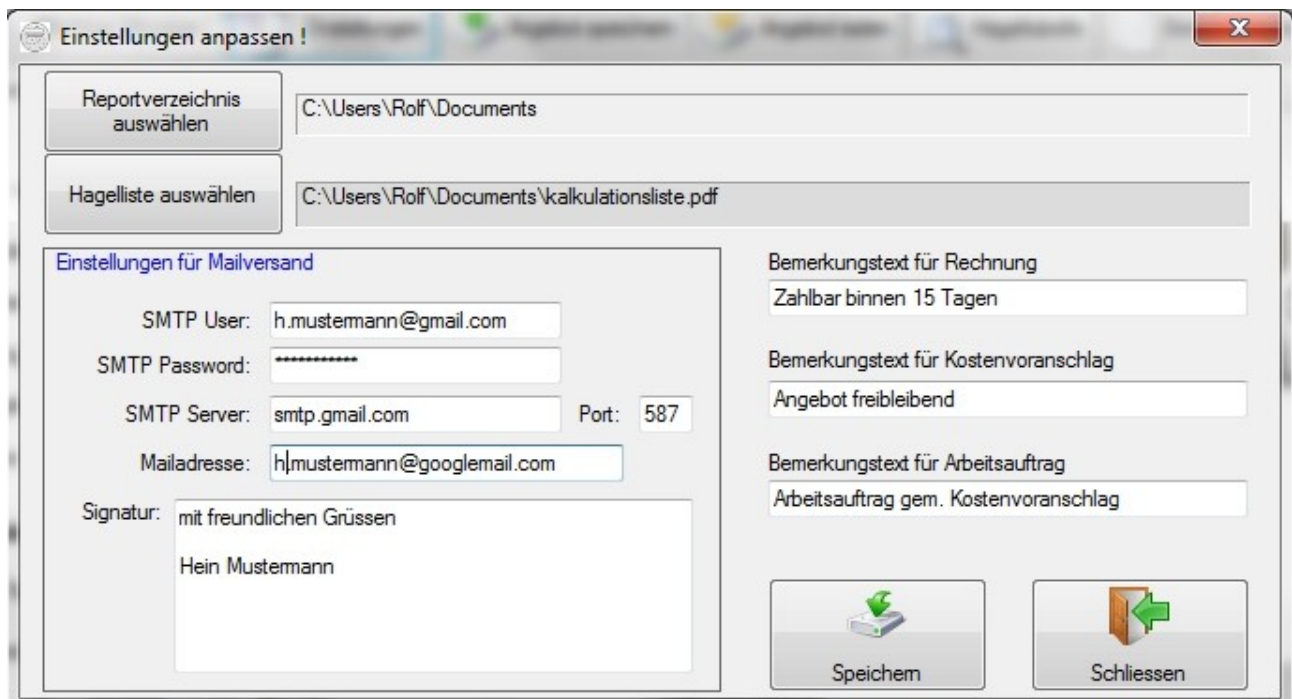 Einstellungen anpassen !
X
Reportverzeichnis
auswählen
C:\Users\Rolf\Documents
Hagelliste auswählen
C:\Users\Rolf\Documents\kalkulationsliste.pdf
Einstellungen für Mailversand
SMTP User: h.mustermann@gmail.com
SMTP Password: ***********
SMTP Server: smtp.gmail.com Port: 587
Mailadresse: h.mustermann@googlemail.com
Signatur: mit freundlichen Grüssen
Hein Mustermann
Bemerkungstext für Rechnung
Zahlbar binnen 15 Tagen
Bemerkungstext für Kostenvoranschlag
Angebot freibleibend
Bemerkungstext für Arbeitsauftrag
Arbeitsauftrag gem. Kostenvoranschlag
Speichern
Schliessen